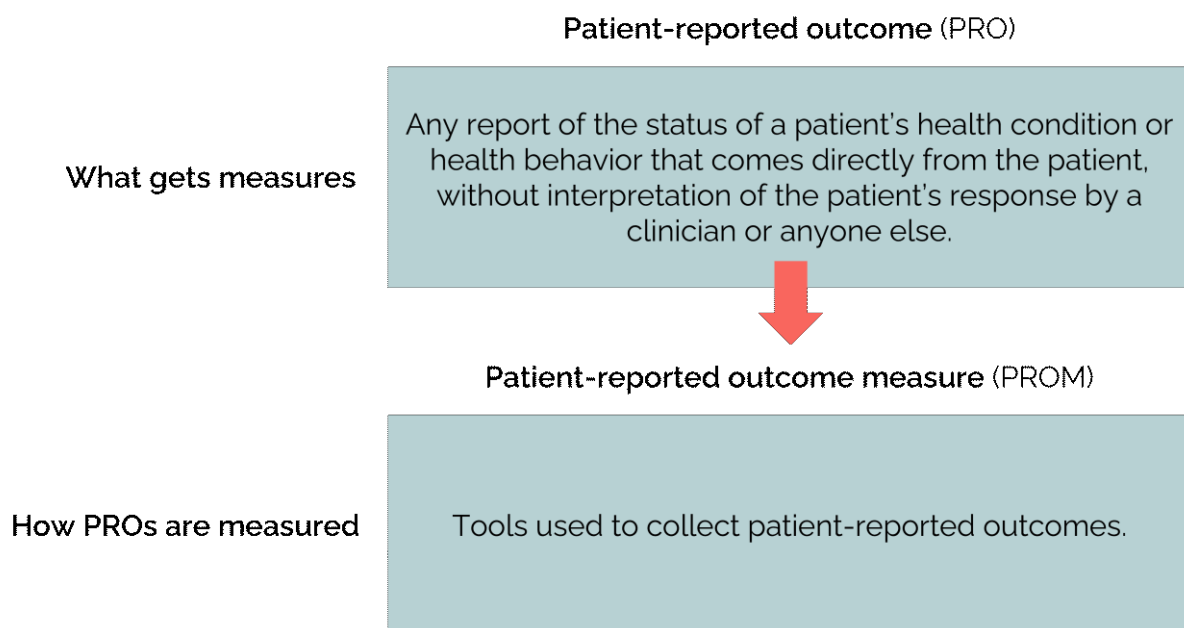 Patient-reported outcome (PRO)
What gets measures
Any report of the status of a patient's health condition or
health behavior that comes directly from the patient,
without interpretation of the patient's response by a
clinician or anyone else.
Patient-reported outcome measure (PROM)
How PROs are measured
Tools used to collect patient-reported outcomes.